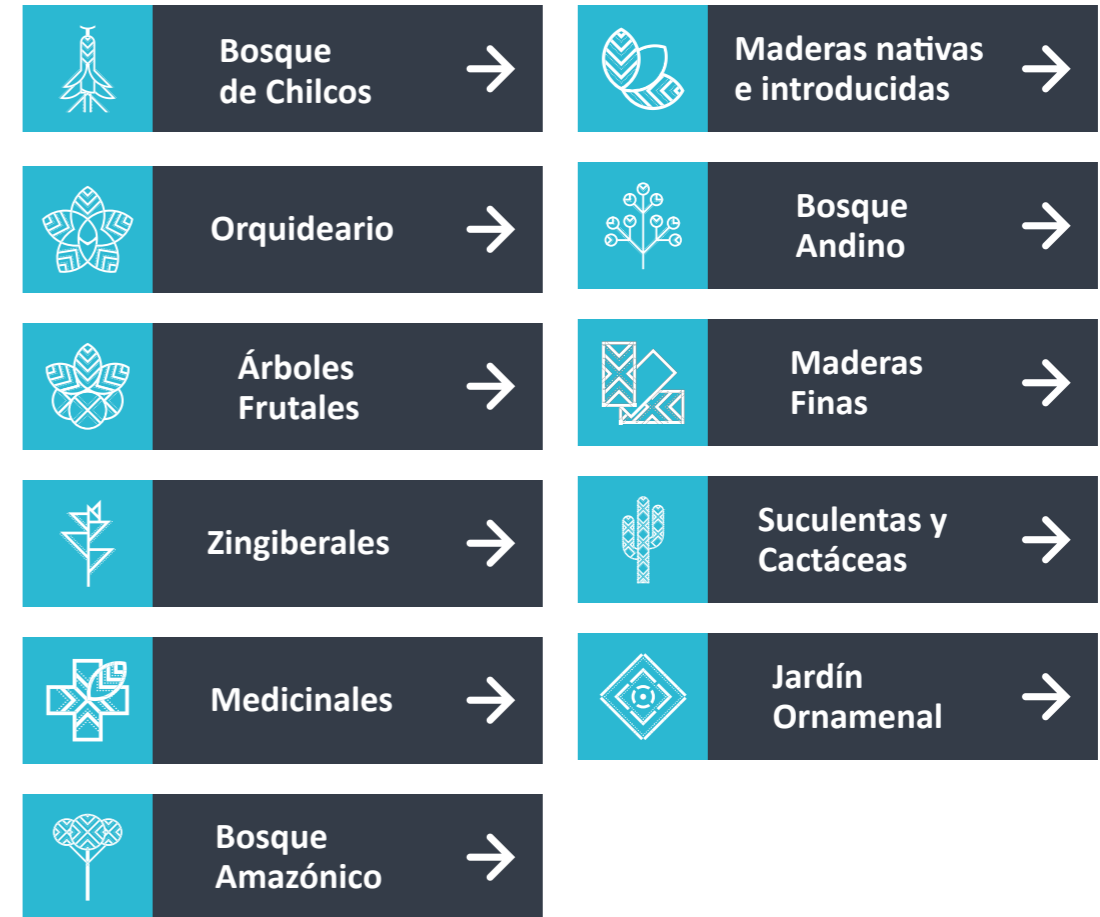 Bosque
de Chilcos
Orquideario
Árboles
Frutales
Zingiberales
Medicinales
Bosque
Amazónico
Maderas nativas
e introducidas
Bosque
Andino
Maderas
Finas
Suculentas y
Cactáceas
Jardín
Ornamenal